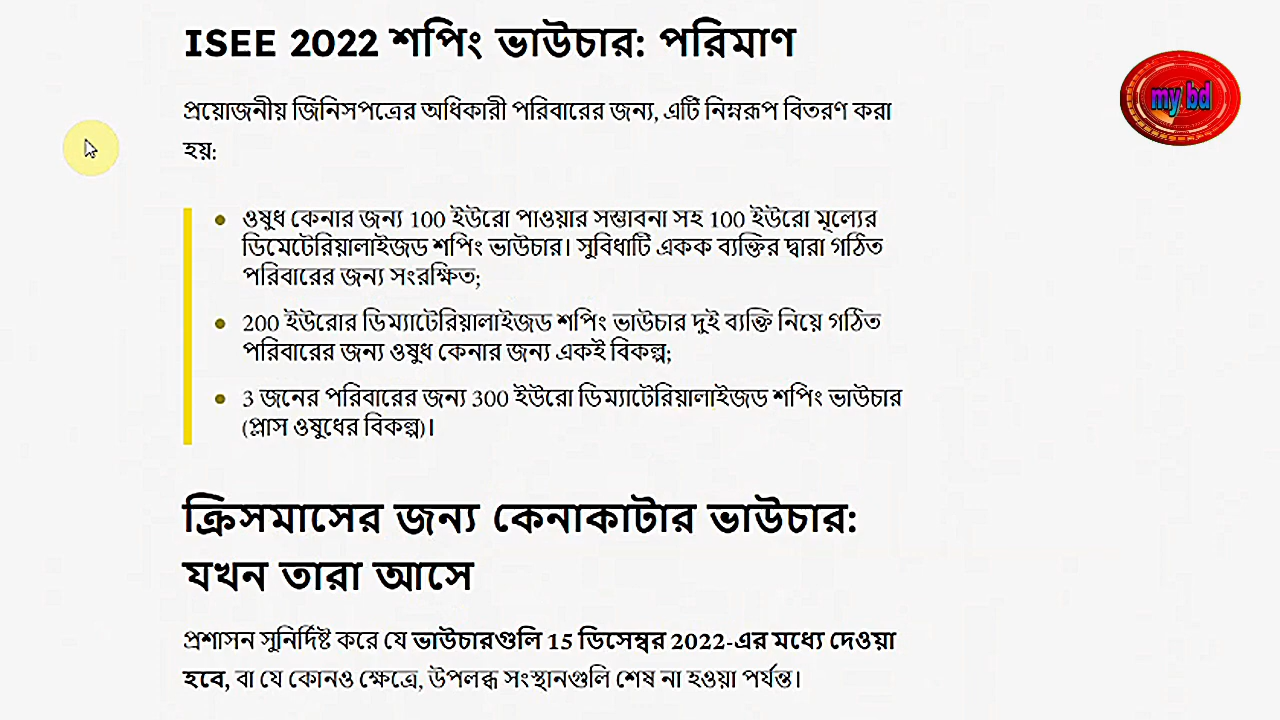 ISEE 2022 শপিং ভাউচার: পরিমাণ
my bd
প্রয়োজনীয় জিনিসপত্রের অধিকারী পরিবারের জন্য, এটি নিম্নরূপ বিতরণ করা
হয়:
ওষুধ কেনার জন্য 100 ইউরো পাওয়ার সম্ভাবনা সহ 100 ইউরো মূল্যের
ডিমেটেরিয়ালাইজড শপিং ভাউচার। সুবিধাটি একক ব্যক্তির দ্বারা গঠিত
পরিবারের জন্য সংরক্ষিত;
200 ইউরোর ডিম্যাটেরিয়ালাইজড শপিং ভাউচার দুই ব্যক্তি নিয়ে গঠিত
পরিবারের জন্য ওষুধ কেনার জন্য একই বিকল্প;
3 জনের পরিবারের জন্য 300 ইউরো ডিম্যাটেরিয়ালাইজড শপিং ভাউচার
(প্লাস ওষুধের বিকল্প)।
ক্রিসমাসের জন্য কেনাকাটার ভাউচার:
যখন তারা আসে
প্রশাসন সুনির্দিষ্ট করে যে ভাউচারগুলি 15 ডিসেম্বর 2022-এর মধ্যে দেওয়া
হবে, বা যে কোনও ক্ষেত্রে, উপলব্ধ সংস্থানগুলি শেষ না হওয়া পর্যন্ত।